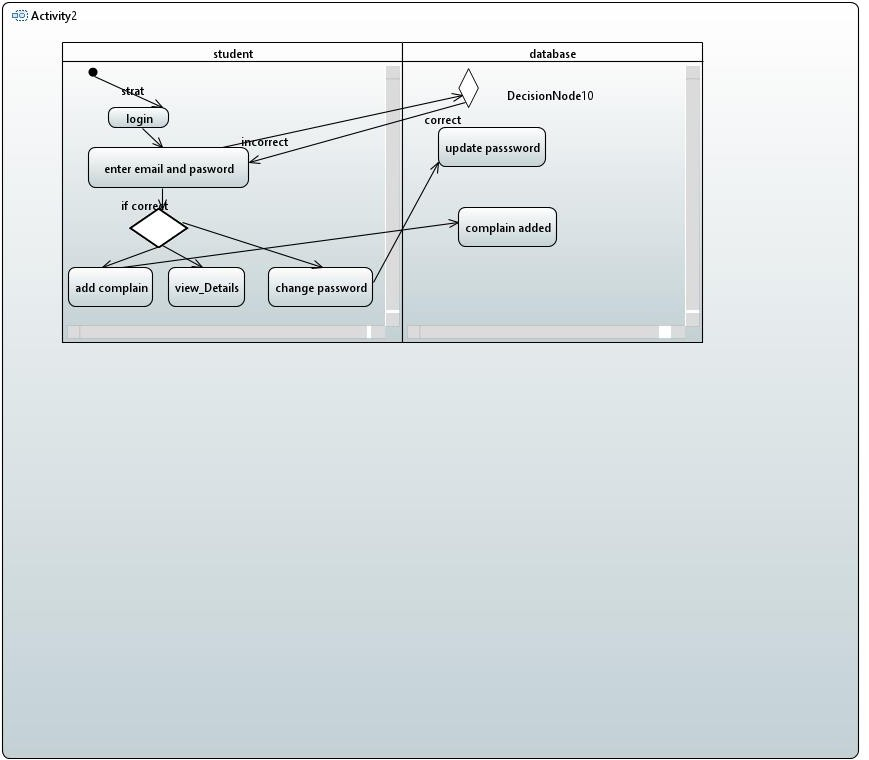 Activity2
student
database
strat
DecisionNode10
login
correct
incorrect
update passsword
enter email and pasword
if correct
complain added
add complain
view_Details
change password